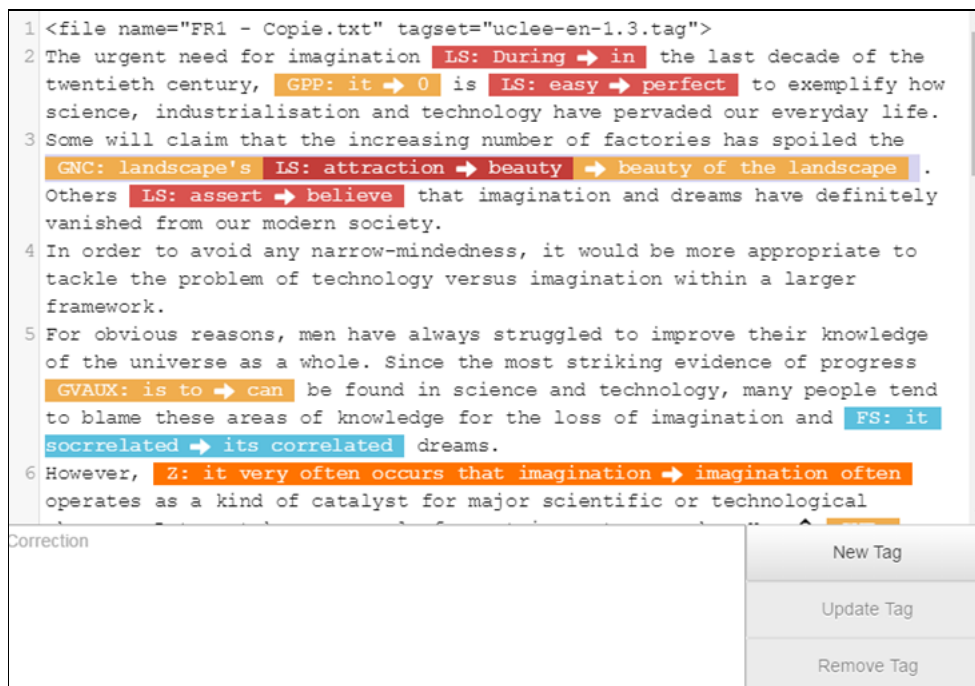 1 <file name="FR1 - Copie.txt" tagset="uclee-en-1.3.tag">
2 The urgent need for imagination LS: During → in the last decade of the
twentieth century, GPP: it → 0 is LS: easy → perfect to exemplify how
science, industrialisation and technology have pervaded our everyday life.
3 Some will claim that the increasing number of factories has spoiled the
GNC: landscape's LS: attraction → beauty → beauty of the landscape .
Others LS: assert → believe that imagination and dreams have definitely
vanished from our modern society.
4 In order to avoid any narrow-mindedness, it would be more appropriate to
tackle the problem of technology versus imagination within a larger
framework.
5 For obvious reasons, men have always struggled to improve their knowledge
of the universe as a whole. Since the most striking evidence of progress
GVAUX: is to → can be found in science and technology, many people tend
to blame these areas of knowledge for the loss of imagination and FS: it
socrrelated → its correlated dreams.
6 However, Z: it very often occurs that imagination → imagination often
operates as a kind of catalyst for major scientific or technological
Correction
New Tag
Update Tag
Remove Tag